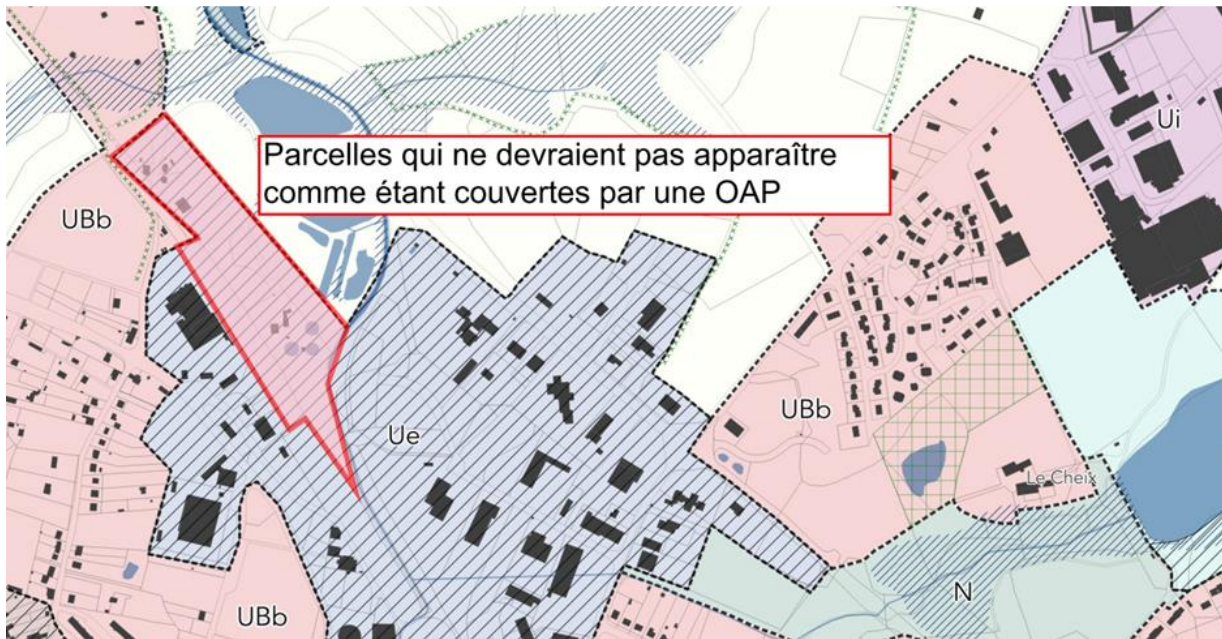 Parcelles qui ne devraient pas apparaître
comme étant couvertes par une OAP
Ui
UBb
UBb
Ue
Le Cheix
N
UBb